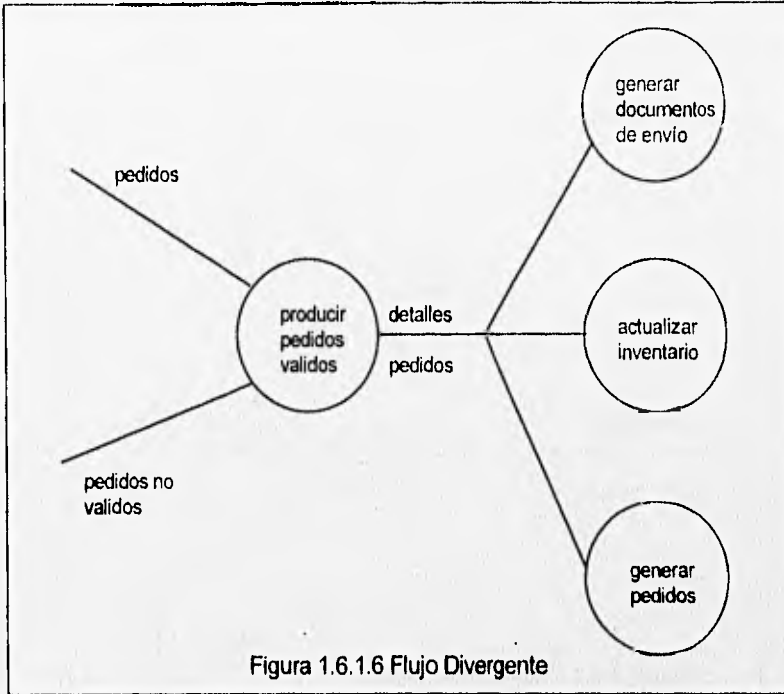 generar
documentos
de envío
pedidos
producir
pedidos
validos
detalles
pedidos
actualizar
inventario
pedidos no
validos
generar
pedidos
Figura 1.6.1.6 Flujo Divergente